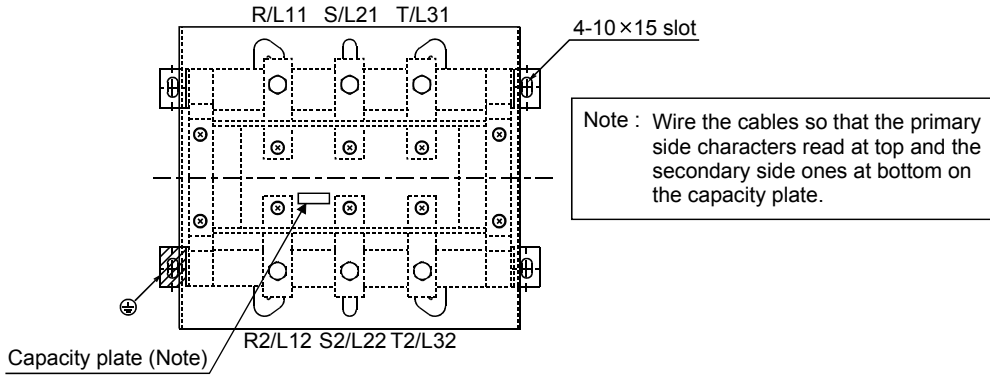 R/L11 S/L21 T/L31
4-10×15 slot
Note : Wire the cables so that the primary
side characters read at top and the
secondary side ones at bottom on
the capacity plate.
R2/L12 S2/L22 T2/L32
Capacity plate (Note)